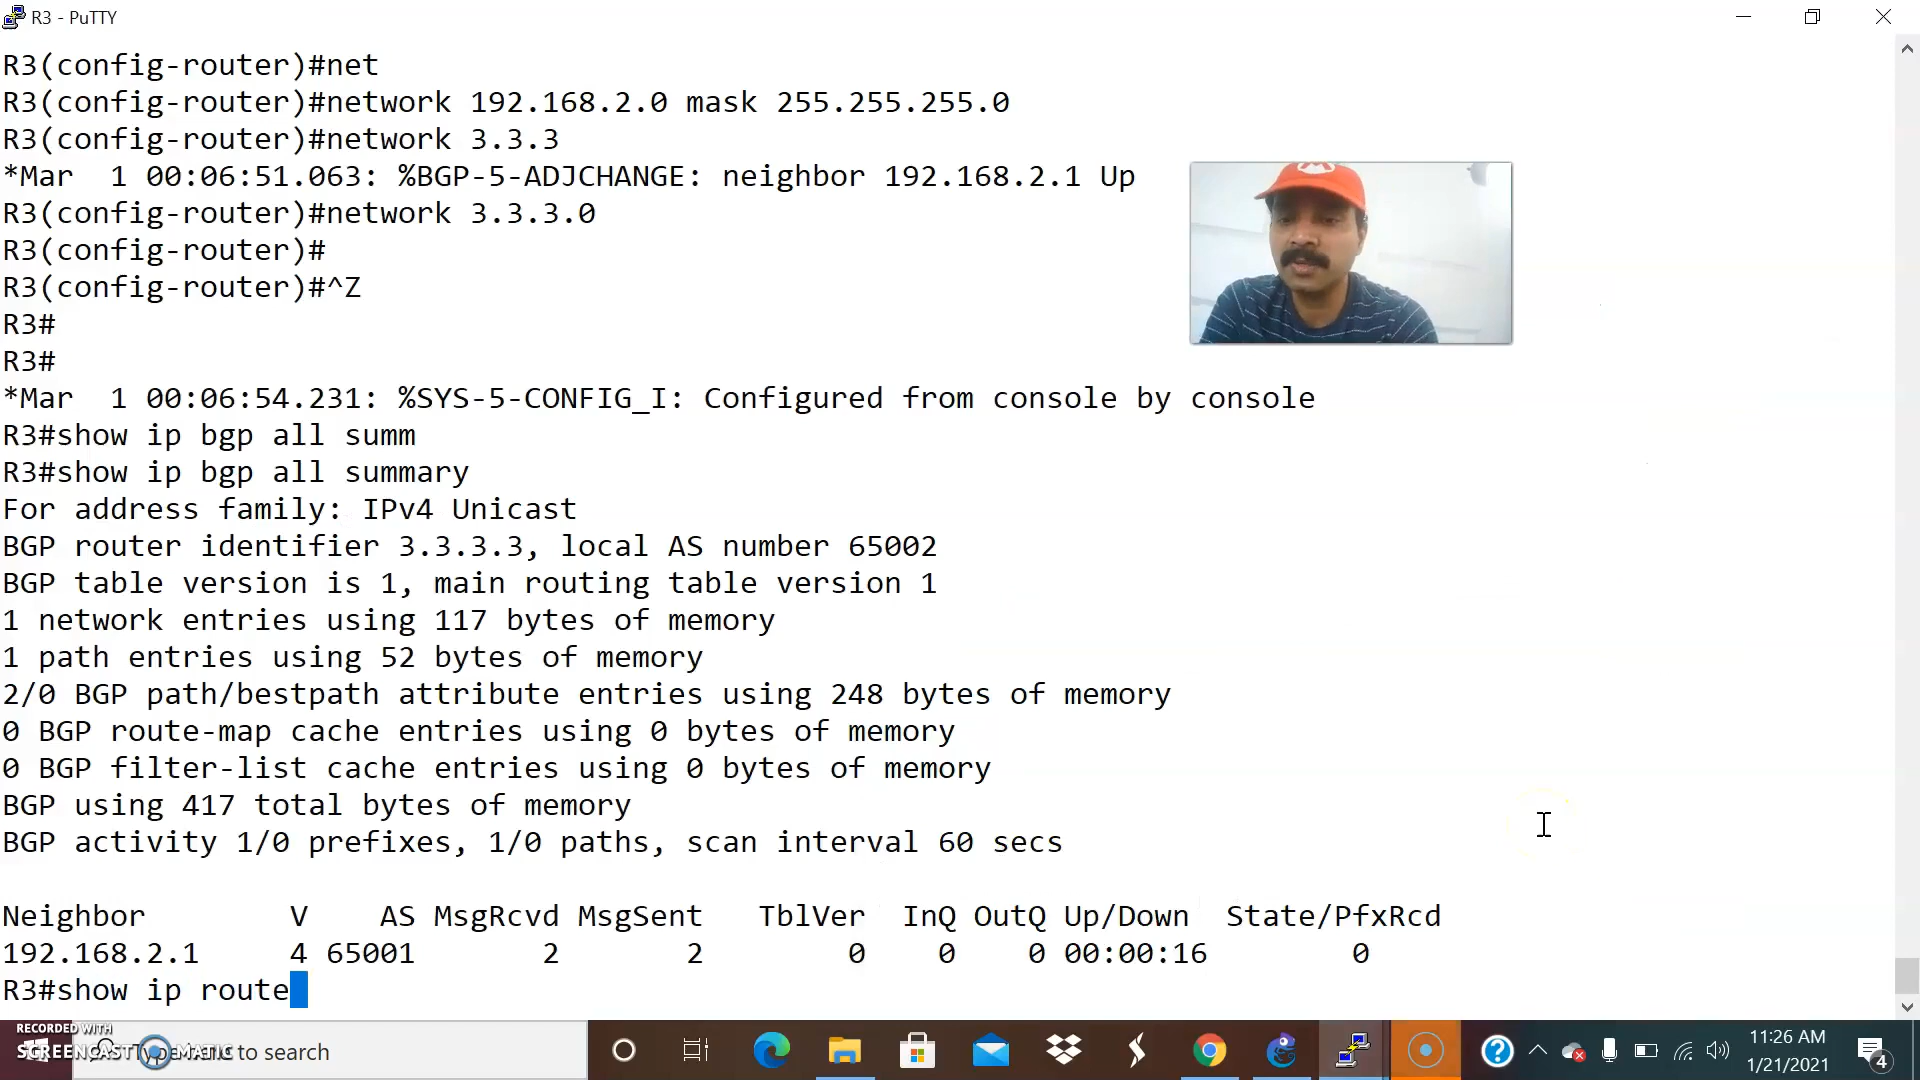 R3 - PuTTY
R3(config-router)#net
R3(config-router)#network 192.168.2.0 mask 255.255.255.0
R3(config-router)#network 3.3.3
*Mar  1 00:06:51.063: %BGP-5-ADJCHANGE: neighbor 192.168.2.1 Up
R3(config-router)#network 3.3.3.0
R3(config-router)#
R3(config-router)#^Z
R3#
R3#
*Mar  1 00:06:54.231: %SYS-5-CONFIG_I: Configured from console by console
R3#show ip bgp all summ
R3#show ip bgp all summary
For address family: IPv4 Unicast
BGP router identifier 3.3.3.3, local AS number 65002
BGP table version is 1, main routing table version 1
1 network entries using 117 bytes of memory
1 path entries using 52 bytes of memory
2/0 BGP path/bestpath attribute entries using 248 bytes of memory
0 BGP route-map cache entries using 0 bytes of memory
0 BGP filter-list cache entries using 0 bytes of memory
BGP using 417 total bytes of memory
BGP activity 1/0 prefixes, 1/0 paths, scan interval 60 secs
Neighbor        V    AS MsgRcvd MsgSent   TblVer  InQ OutQ Up/Down  State/PfxRcd
192.168.2.1     4 65001       2       2        0    0    0 00:00:16        0
R3#show ip route
RECORDED WITH
SCREENCAST MATIC
Type here to search
11:26 AM
1/21/2021
4